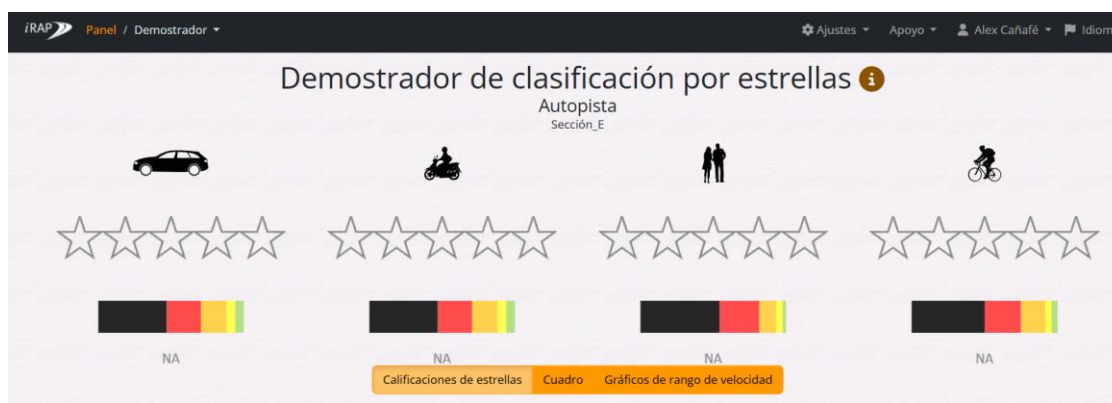 iRAP Panel / Demostrador Ajustes Apoyo Alex Cañafé Idiom
Demostrador de clasificación por estrellas i
Autopista
Sección_E
NA NA NA NA
Calificaciones de estrellas Cuadro Gráficos de rango de velocidad